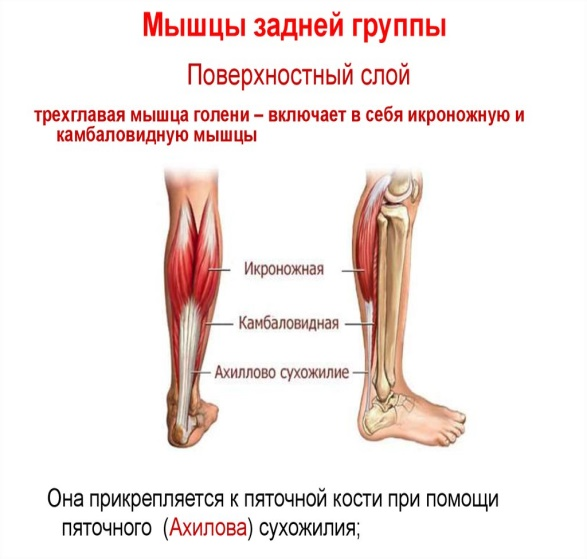 Мышцы задней группы
Поверхностный слой
трехглавая мышца голени – включает в себя икроножную и
камбаловидную мышцы
Икроножная
Камбаловидная
Ахиллово сухожилие
Она прикрепляется к пяточной кости при помощи
пяточного (Ахилова) сухожилия;